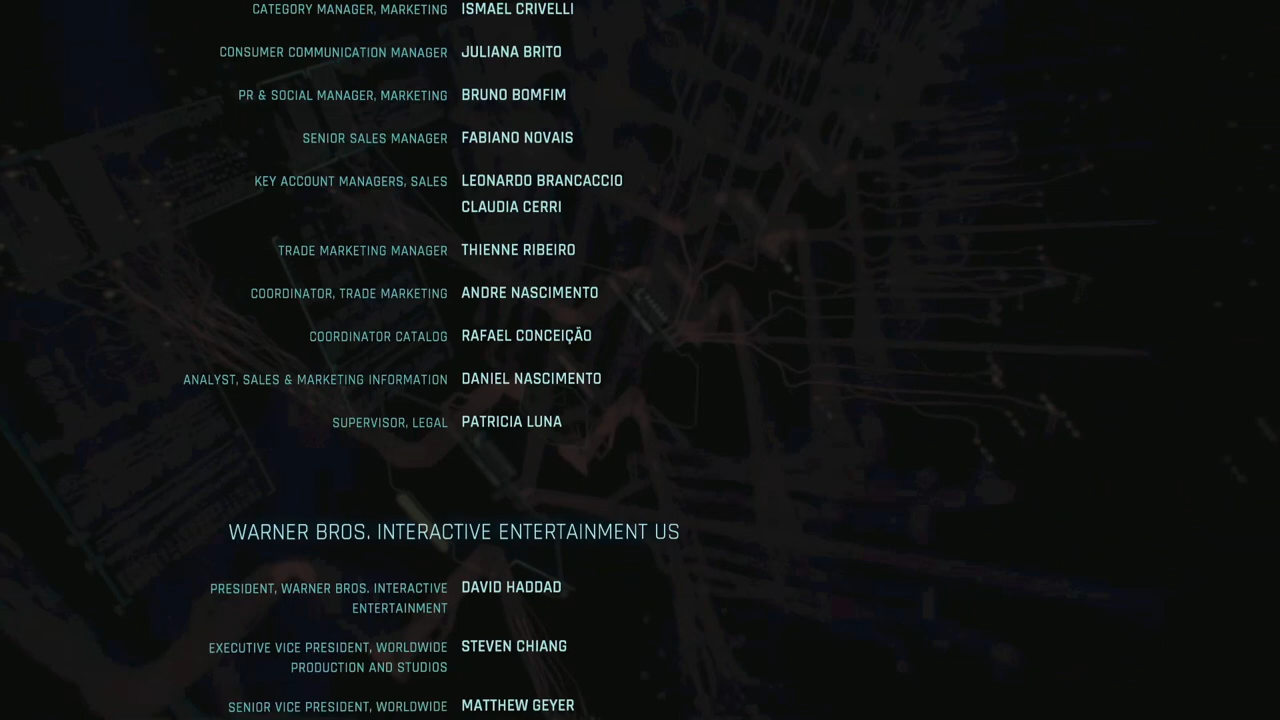 CATEGORY MANAGER, MARKETING ISMAEL CRIVELLI
CONSUMER COMMUNICATION MANAGER JULIANA BRITO
PR & SOCIAL MANAGER, MARKETING BRUNO BOMFIM
SENIOR SALES MANAGER FABIANO NOVAIS
KEY ACCOUNT MANAGERS, SALES LEONARDO BRANCACCIO
CLAUDIA CERRI
TRADE MARKETING MANAGER THIENNE RIBEIRO
COORDINATOR, TRADE MARKETING ANDRE NASCIMENTO
COORDINATOR CATALOG RAFAEL CONCEIÇÃO
ANALYST, SALES & MARKETING INFORMATION DANIEL NASCIMENTO
SUPERVISOR, LEGAL PATRICIA LUNA
WARNER BROS. INTERACTIVE ENTERTAINMENT US
PRESIDENT, WARNER BROS. INTERACTIVE DAVID HADDAD
ENTERTAINMENT
EXECUTIVE VICE PRESIDENT, WORLDWIDE STEVEN CHIANG
PRODUCTION AND STUDIOS
SENIOR VICE PRESIDENT, WORLDWIDE MATTHEW GEYER